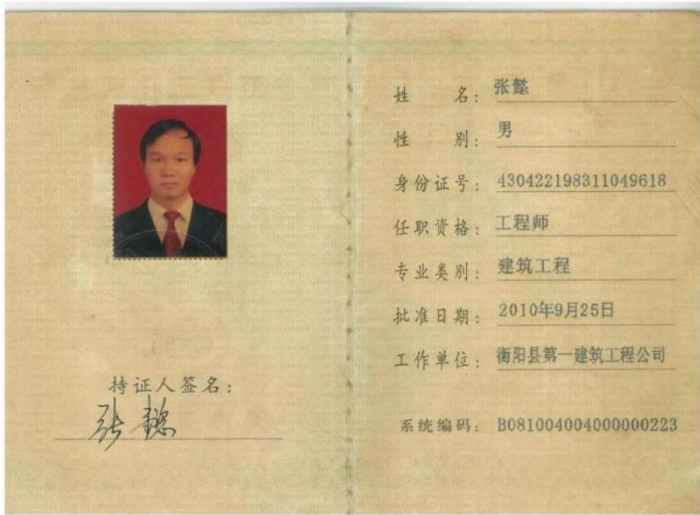 持证人签名：
张懿
姓　　名：张懿
性　　别：男
身份证号：430422198311049618
任职资格：工程师
专业类别：建筑工程
批准日期：2010年9月25日
工作单位：衡阳县第一建筑工程公司
系统编码：B081004004000000223